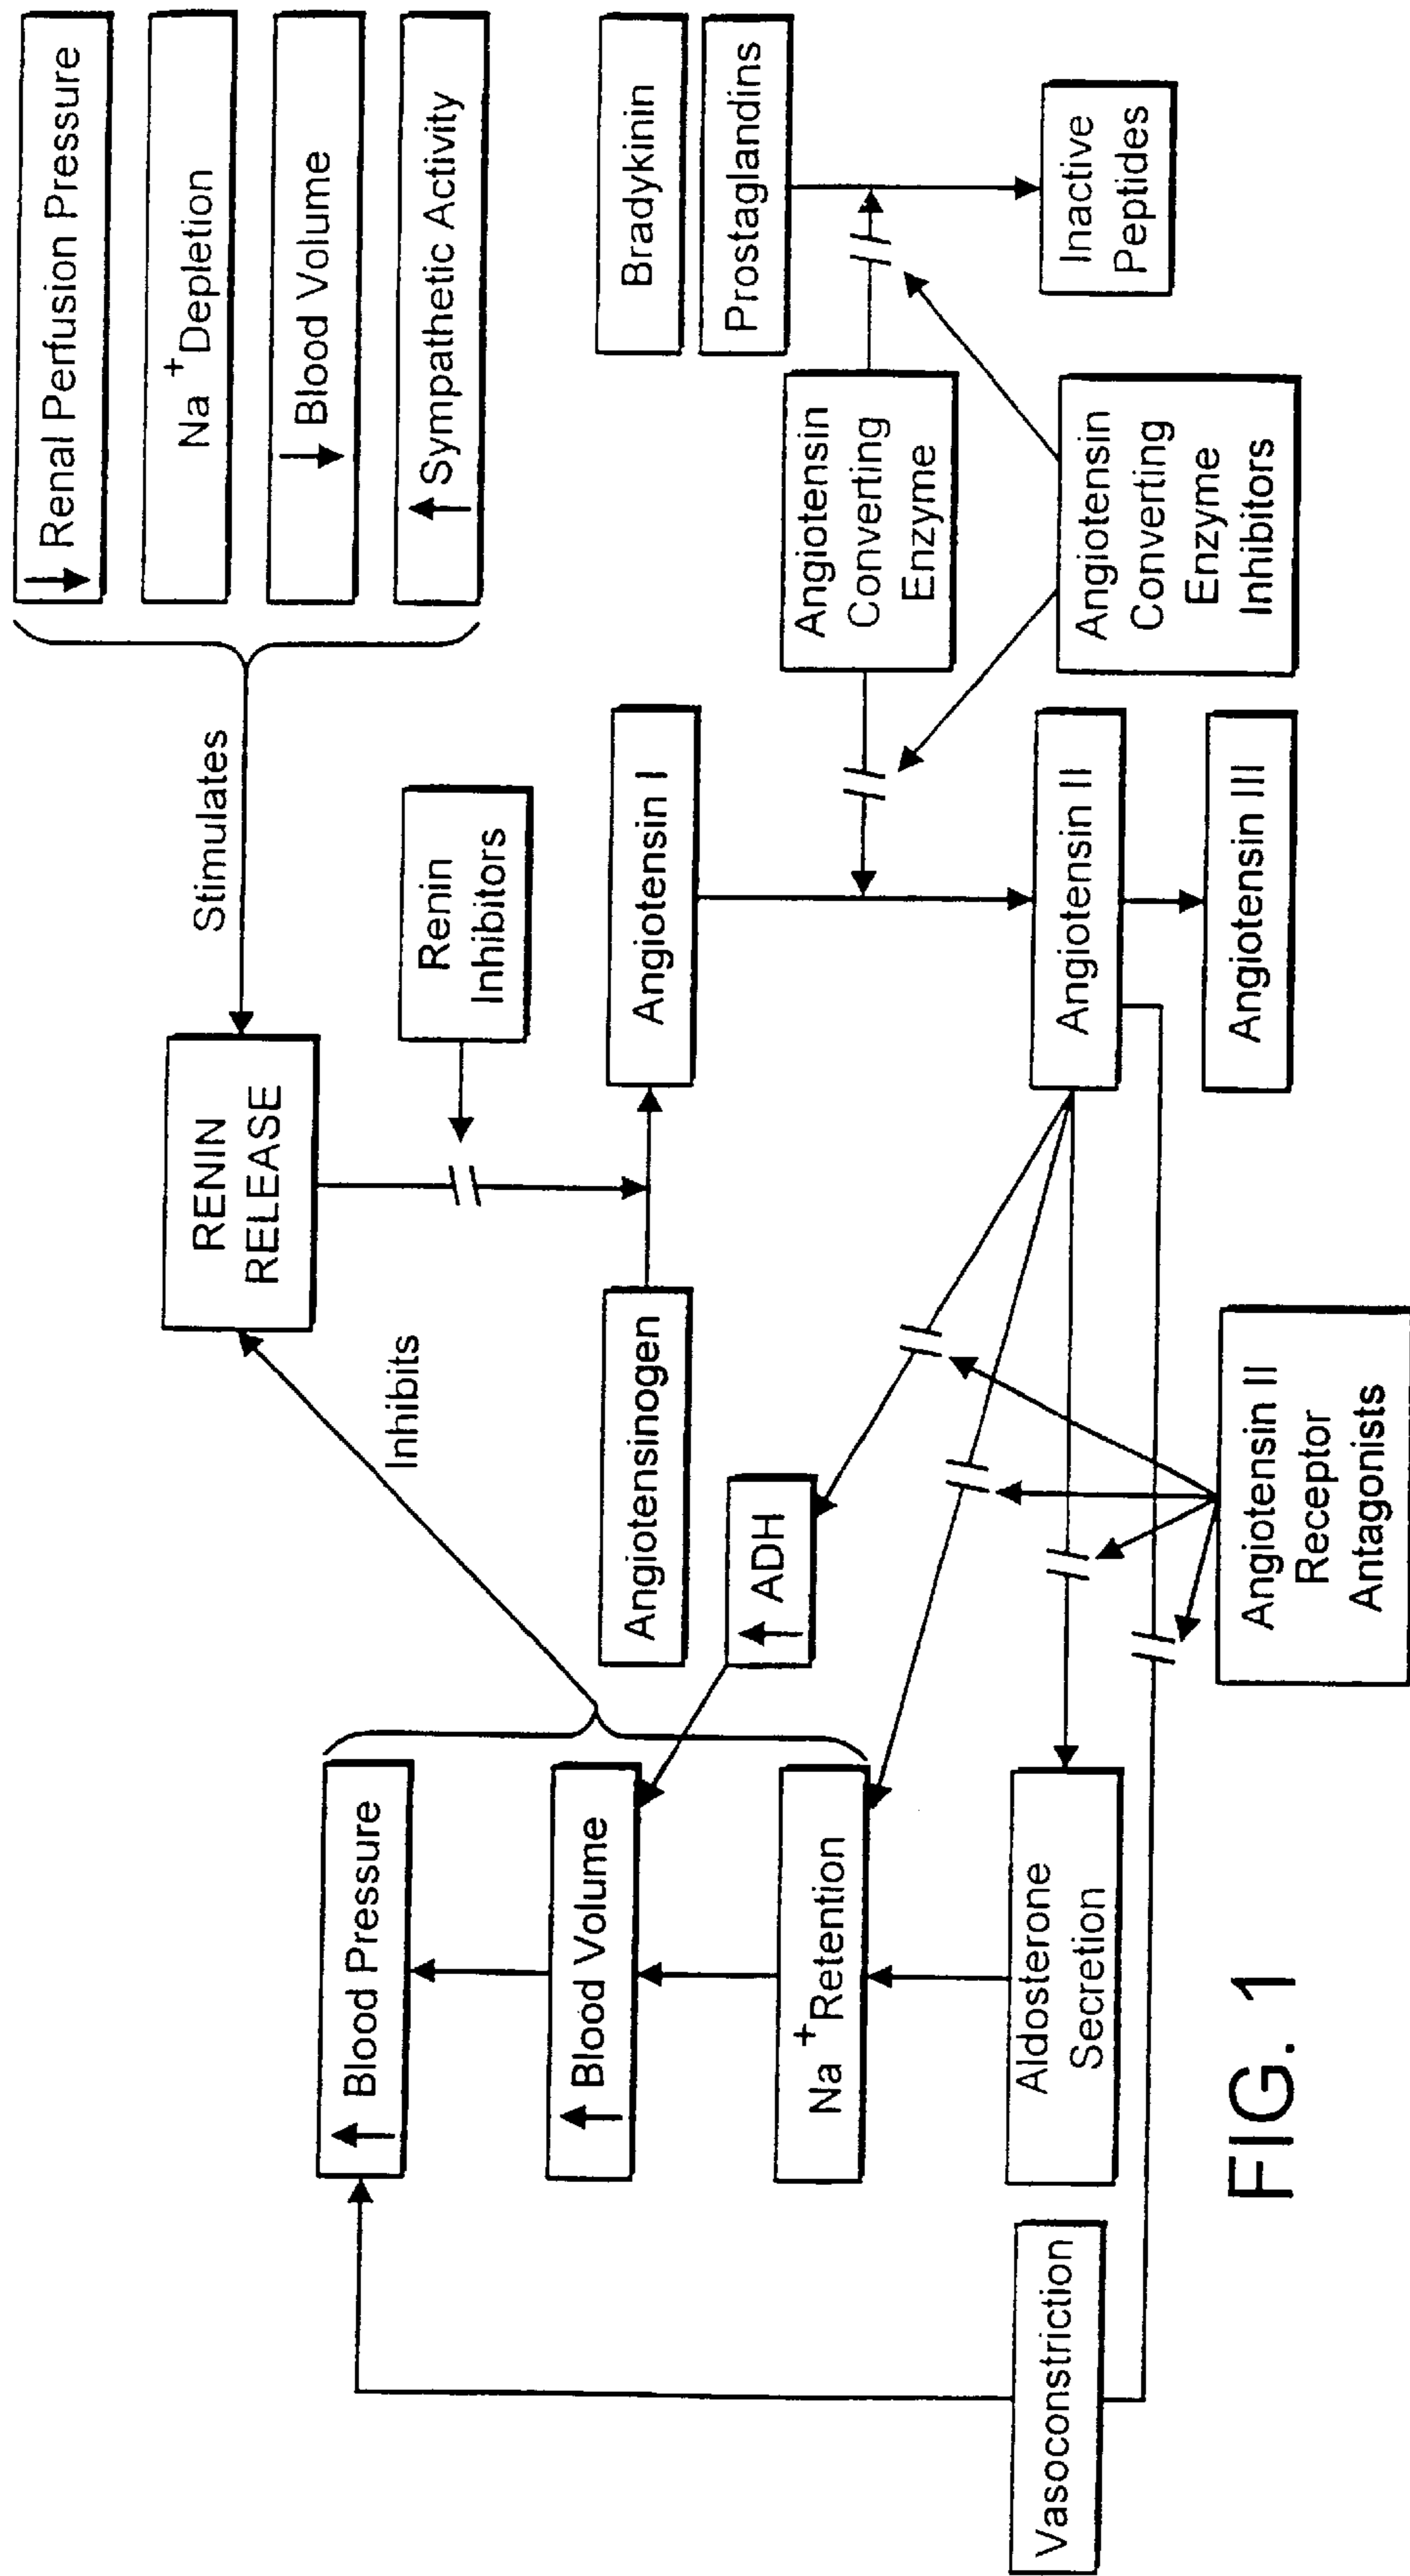 Renal Perfusion Pressure
Na + Depletion
Blood Volume
Sympathetic Activity
Stimulates
RENIN
RELEASE
Inhibits
Renin
Inhibitors
Blood Pressure
Blood Volume
Na + Retention
Aldosterone
Secretion
Vasoconstriction
ADH
Angiotensinogen
Angiotensin I
Bradykinin
Prostaglandins
Angiotensin
Converting
Enzyme
Inactive
Peptides
Angiotensin
Converting
Enzyme
Inhibitors
Angiotensin II
Angiotensin III
Angiotensin II
Receptor
Antagonists
FIG. 1